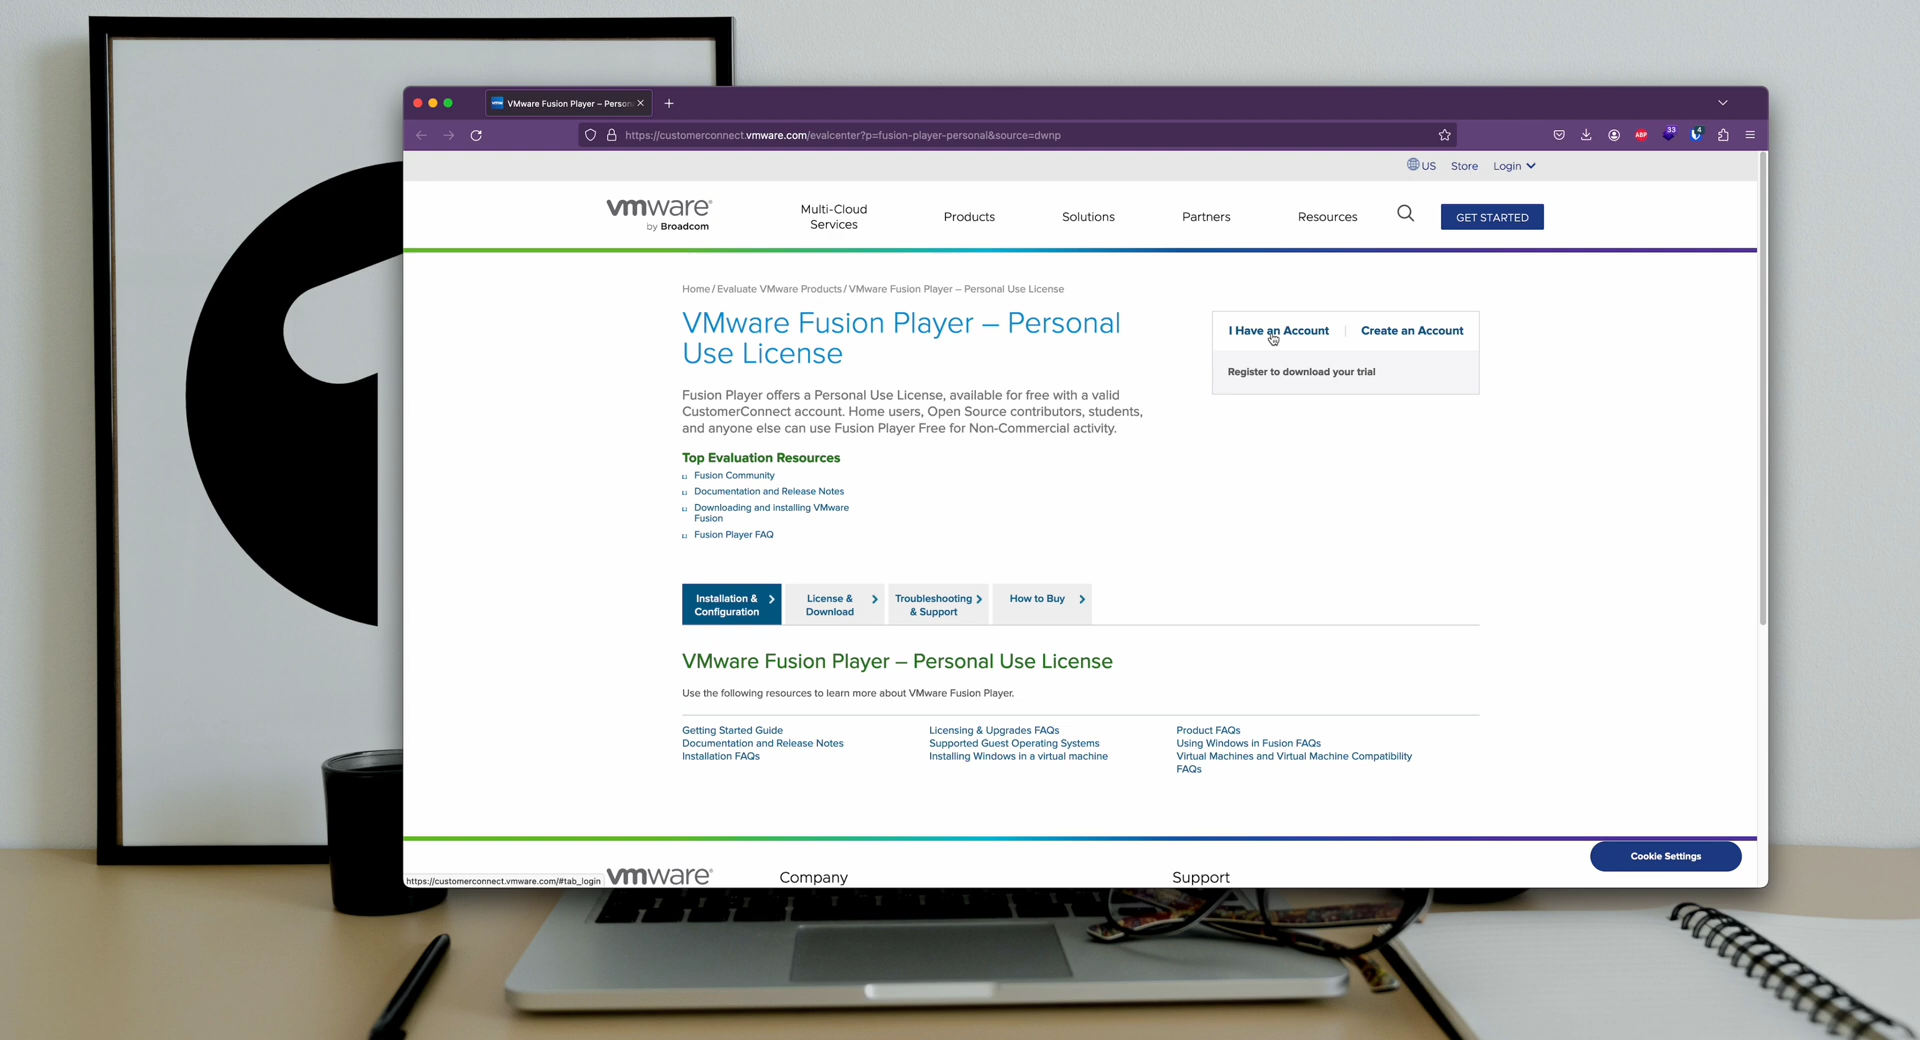 VMware Fusion Player – Person
https://customerconnect.vmware.com/evalcenter?p=fusion-player-personal&source=dwnp
ABP
33
4
US
Store
Login
vmware®
by Broadcom
Multi-Cloud
Services
Products
Solutions
Partners
Resources
GET STARTED
Home / Evaluate VMware Products / VMware Fusion Player – Personal Use License
VMware Fusion Player – Personal
Use License
I Have an Account
Create an Account
Register to download your trial
Fusion Player offers a Personal Use License, available for free with a valid
CustomerConnect account. Home users, Open Source contributors, students,
and anyone else can use Fusion Player Free for Non-Commercial activity.
Top Evaluation Resources
Fusion Community
Documentation and Release Notes
Downloading and installing VMware
Fusion
Fusion Player FAQ
Installation &
Configuration
License &
Download
Troubleshooting
& Support
How to Buy
VMware Fusion Player – Personal Use License
Use the following resources to learn more about VMware Fusion Player.
Getting Started Guide
Documentation and Release Notes
Installation FAQs
Licensing & Upgrades FAQs
Supported Guest Operating Systems
Installing Windows in a virtual machine
Product FAQs
Using Windows in Fusion FAQs
Virtual Machines and Virtual Machine Compatibility
FAQs
Cookie Settings
https://customerconnect.vmware.com/#tab_login
vmware®
Company
Support